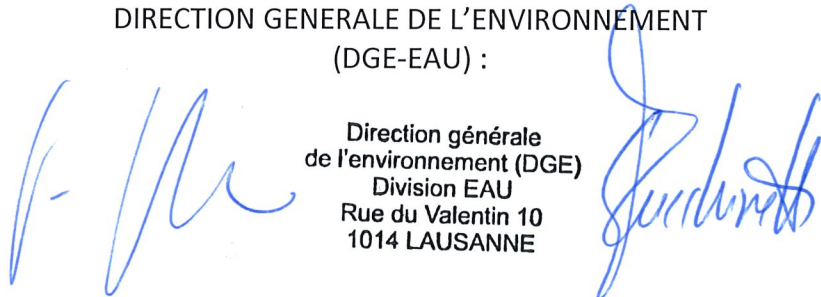 DIRECTION GENERALE DE L'ENVIRONNEMENT
(DGE-EAU) :
Direction générale
de l'environnement (DGE)
Division EAU
Rue du Valentin 10
1014 LAUSANNE